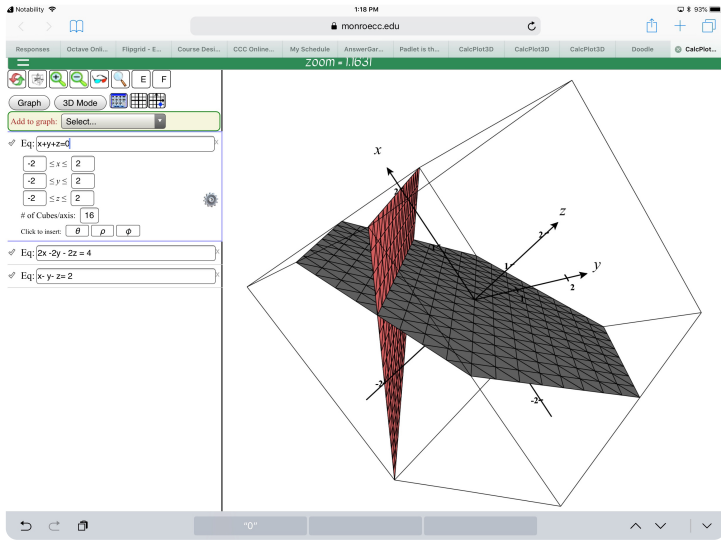 Notability
1:18 PM
93%
monroecc.edu
Responses
Octave Onli...
Flipgrid - E...
Course Desi...
CCC Online...
My Schedule
AnswerGar...
Padlet is th...
CalcPlot3D
CalcPlot3D
CalcPlot3D
Doodle
CalcPlot...
zoom = 1.1631
E F
Graph
3D Mode
Add to graph: Select...
Eq: x+y+z=0
x
-2 ≤ x ≤ 2
-2 ≤ y ≤ 2
-2 ≤ z ≤ 2
# of Cubes/axis: 16
Click to insert: θ ρ φ
Eq: 2x -2y - 2z = 4
x
Eq: x- y- z= 2
x
x
2
1
z
2
1
y
2
1
-2
-2
"0"